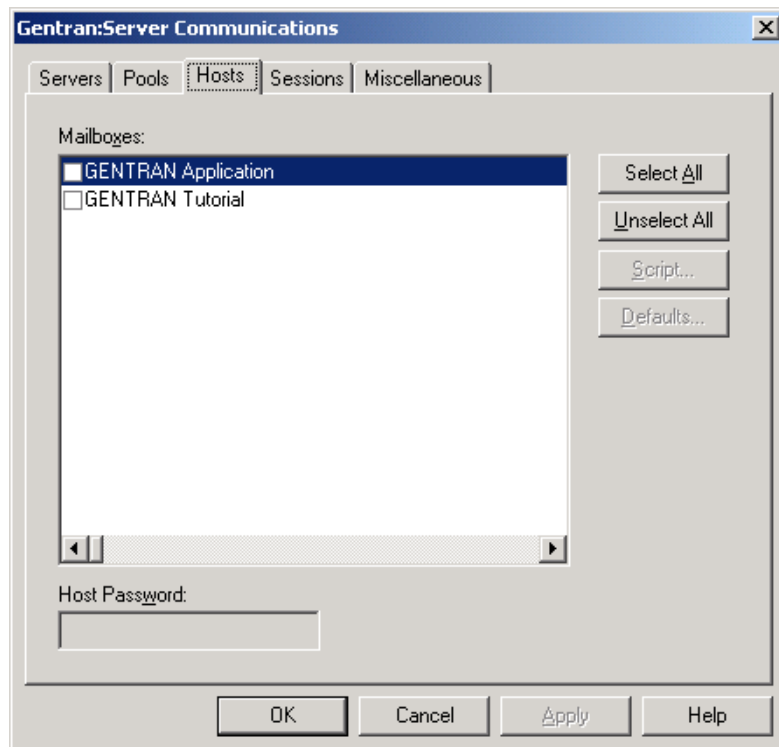 Gentran:Server Communications
Servers Pools Hosts Sessions Miscellaneous
Mailboxes:
GENTRAN Application
GENTRAN Tutorial
Select All
Unselect All
Script...
Defaults...
Host Password:
OK Cancel Apply Help